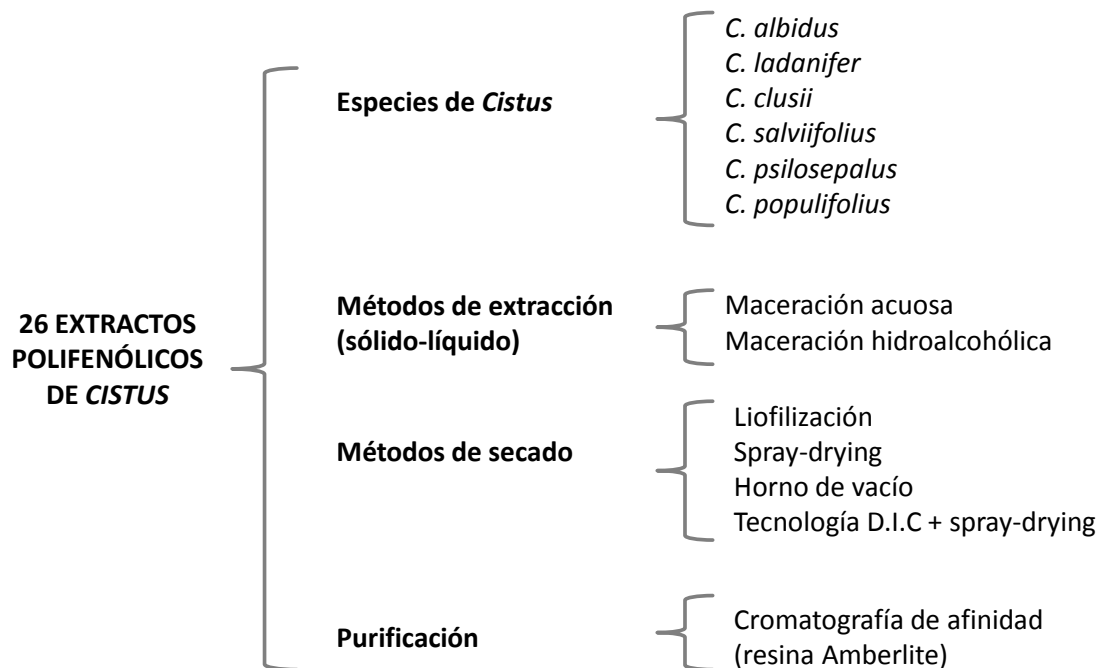 26 EXTRACTOS
POLIFENÓLICOS
DE CISTUS
Especies de Cistus
C. albidus
C. ladanifer
C. clusii
C. salviifolius
C. psilosepalus
C. populifolius
Métodos de extracción
(sólido-líquido)
Maceración acuosa
Maceración hidroalcohólica
Métodos de secado
Liofilización
Spray-drying
Horno de vacío
Tecnología D.I.C + spray-drying
Purificación
Cromatografía de afinidad
(resina Amberlite)